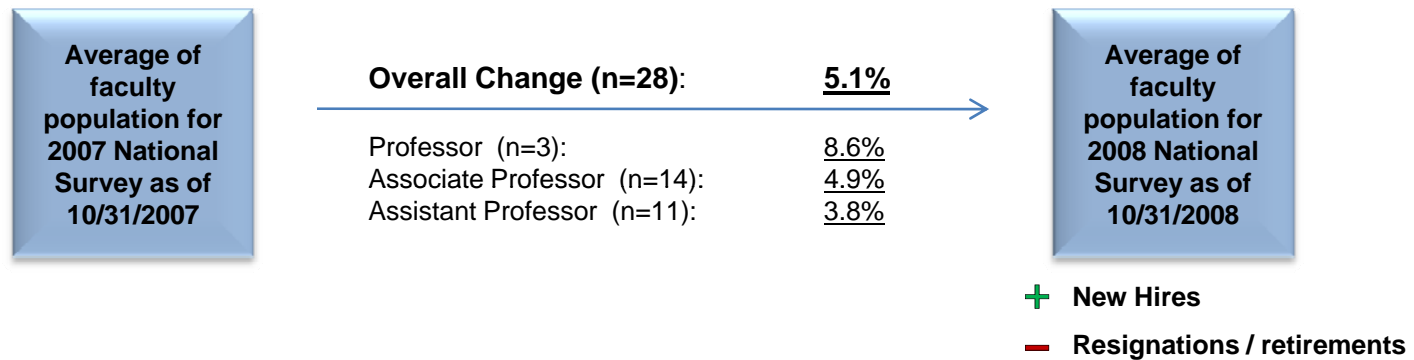 Average of
faculty
population for
2007 National
Survey as of
10/31/2007
Overall Change (n=28): 5.1%
Professor (n=3): 8.6%
Associate Professor (n=14): 4.9%
Assistant Professor (n=11): 3.8%
Average of
faculty
population for
2008 National
Survey as of
10/31/2008
New Hires
Resignations / retirements